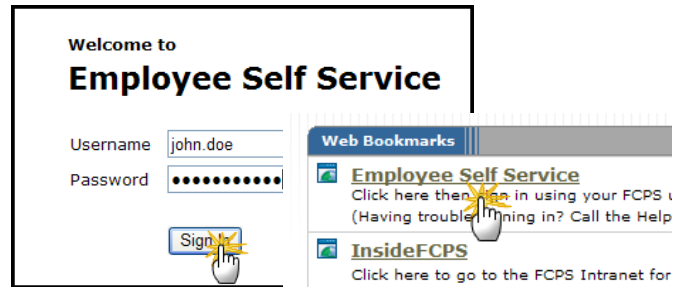 Welcome to
Employee Self Service
Username john.doe
Password
Sign In
Web Bookmarks
Employee Self Service
Click here then in using your FCPS
(Having trouble in? Call the Help
InsideFCPS
Click here to go to the FCPS Intranet for